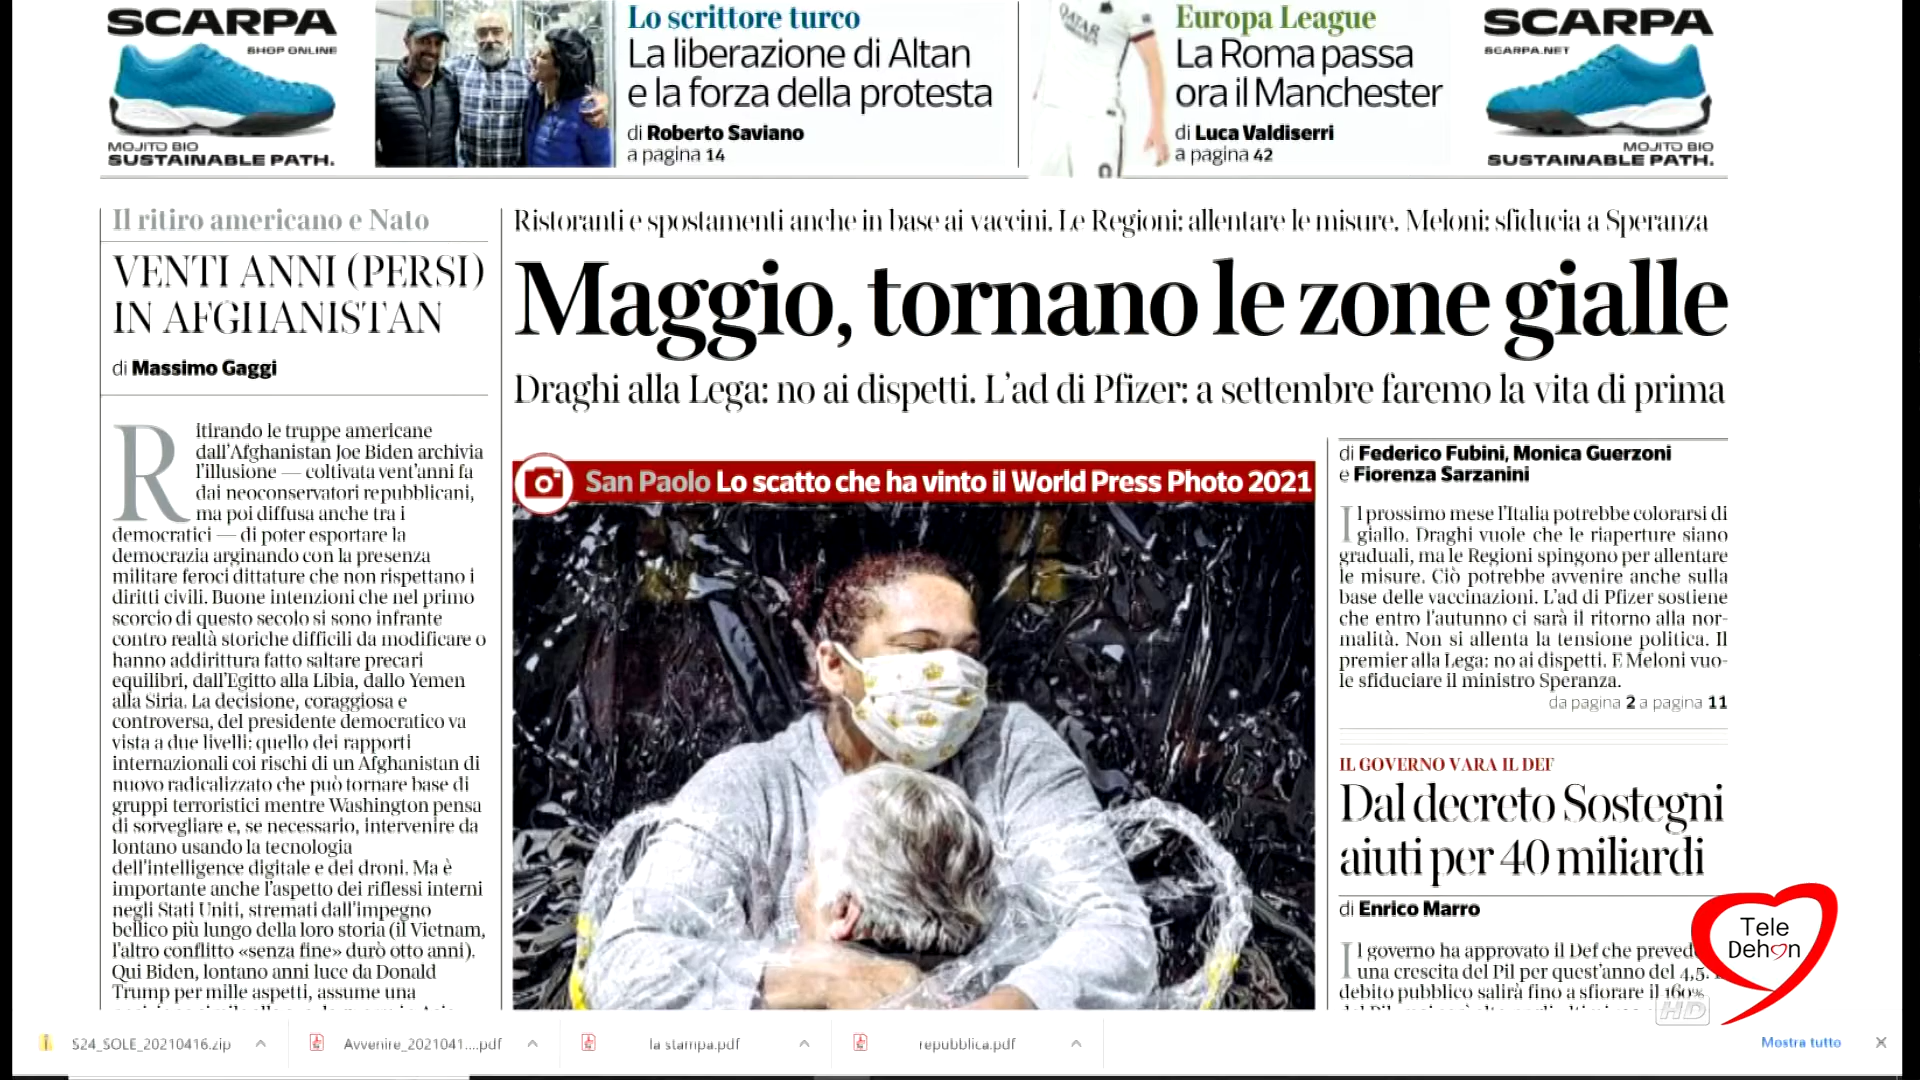 SCARPA
SHOP ONLINE
MOJITO BIO
SUSTAINABLE PATH.
Lo scrittore turco
La liberazione di Altan
e la forza della protesta
di Roberto Saviano
a pagina 14
QATAR
Europa League
La Roma passa
ora il Manchester
di Luca Valdiserri
a pagina 42
SCARPA
SCARPA.NET
MOJITO BIO
SUSTAINABLE PATH.
Il ritiro americano e Nato
VENTI ANNI (PERSI)
IN AFGHANISTAN
di Massimo Gaggi
Ritirando le truppe americane
dall'Afghanistan Joe Biden archivia
l'illusione — coltivata vent'anni fa
dai neoconservatori repubblicani,
ma poi diffusa anche tra i
democratici — di poter esportare la
democrazia arginando con la presenza
militare feroci dittature che non rispettano i
diritti civili. Buone intenzioni che nel primo
scorcio di questo secolo si sono infrante
contro realtà storiche difficili da modificare o
hanno addirittura fatto saltare precari
equilibri, dall'Egitto alla Libia, dallo Yemen
alla Siria. La decisione, coraggiosa e
controversa, del presidente democratico va
vista a due livelli: quello dei rapporti
internazionali coi rischi di un Afghanistan di
nuovo radicalizzato che può tornare base di
gruppi terroristici mentre Washington pensa
di sorvegliare e, se necessario, intervenire da
lontano usando la tecnologia
dell'intelligence digitale e dei droni. Ma è
importante anche l'aspetto dei riflessi interni
negli Stati Uniti, stremati dall'impegno
bellico più lungo della loro storia (il Vietnam,
l'altro conflitto «senza fine» durò otto anni).
Qui Biden, lontano anni luce da Donald
Trump per mille aspetti, assume una
Ristoranti e spostamenti anche in base ai vaccini. Le Regioni: allentare le misure. Meloni: sfiducia a Speranza
Maggio, tornano le zone gialle
Draghi alla Lega: no ai dispetti. L'ad di Pfizer: a settembre faremo la vita di prima
San Paolo Lo scatto che ha vinto il World Press Photo 2021
di Federico Fubini, Monica Guerzoni
e Fiorenza Sarzanini
Il prossimo mese l'Italia potrebbe colorarsi di
giallo. Draghi vuole che le riaperture siano
graduali, ma le Regioni spingono per allentare
le misure. Ciò potrebbe avvenire anche sulla
base delle vaccinazioni. L'ad di Pfizer sostiene
che entro l'autunno ci sarà il ritorno alla nor-
malità. Non si allenta la tensione politica. Il
premier alla Lega: no ai dispetti. E Meloni vuo-
le sfiduciare il ministro Speranza.
da pagina 2 a pagina 11
IL GOVERNO VARA IL DEF
Dal decreto Sostegni
aiuti per 40 miliardi
di Enrico Marro
Il governo ha approvato il Def che preved
una crescita del Pil per quest'anno del 4,5.
debito pubblico salirà fino a sfiorare il 160%
Tele
Dehon
HD
S24_SOLE_20210416.zip
Avvenire_2021041....pdf
la stampa.pdf
repubblica.pdf
Mostra tutto